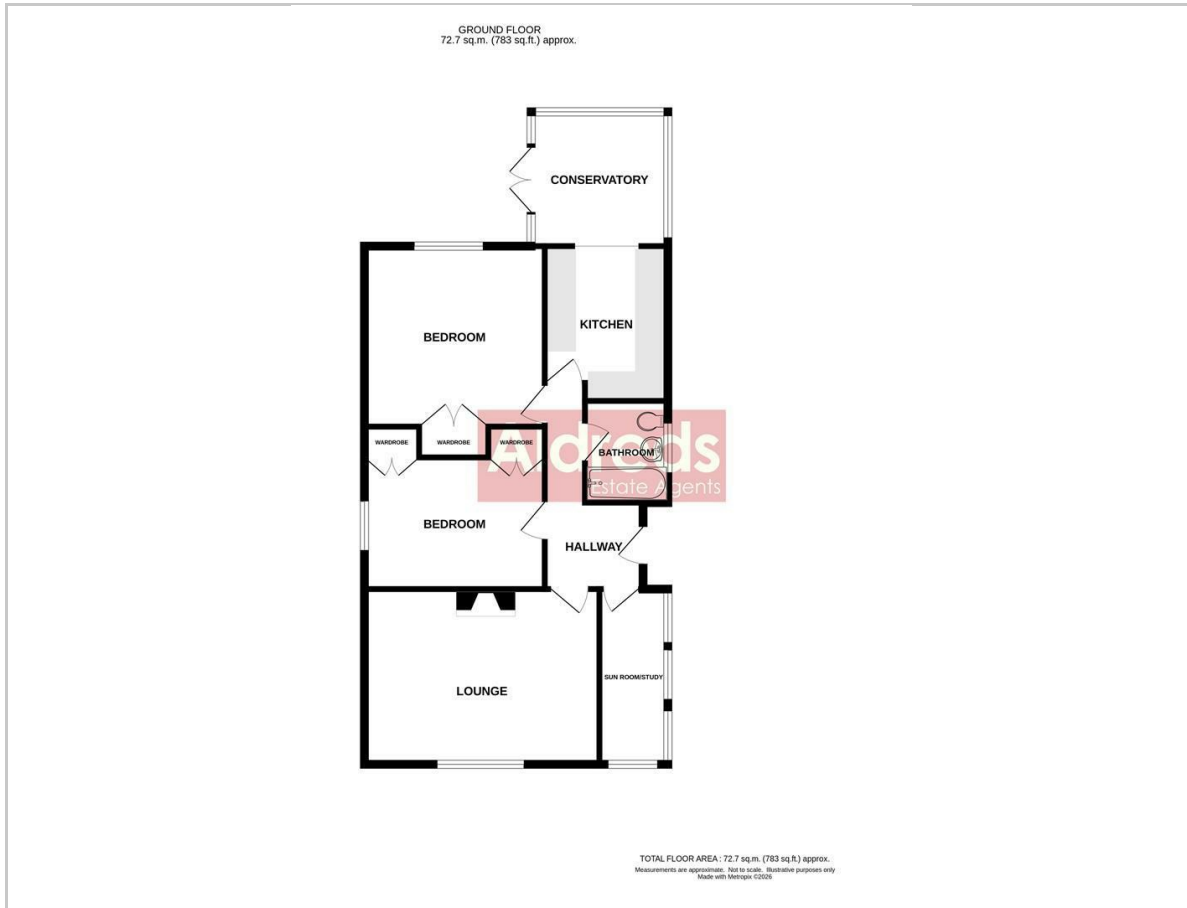 GROUND FLOOR
72.7 sq.m. (783 sq.ft.) approx.
CONSERVATORY
KITCHEN
BEDROOM
WARDROBE
WARDROBE
WARDROBE
Aldreds
Estate Agents
BATHROOM
BEDROOM
HALLWAY
SUN ROOM/STUDY
LOUNGE
TOTAL FLOOR AREA : 72.7 sq.m. (783 sq.ft.) approx.
Measurements are approximate. Not to scale. Illustrative purposes only
Made with Metropix ©2026